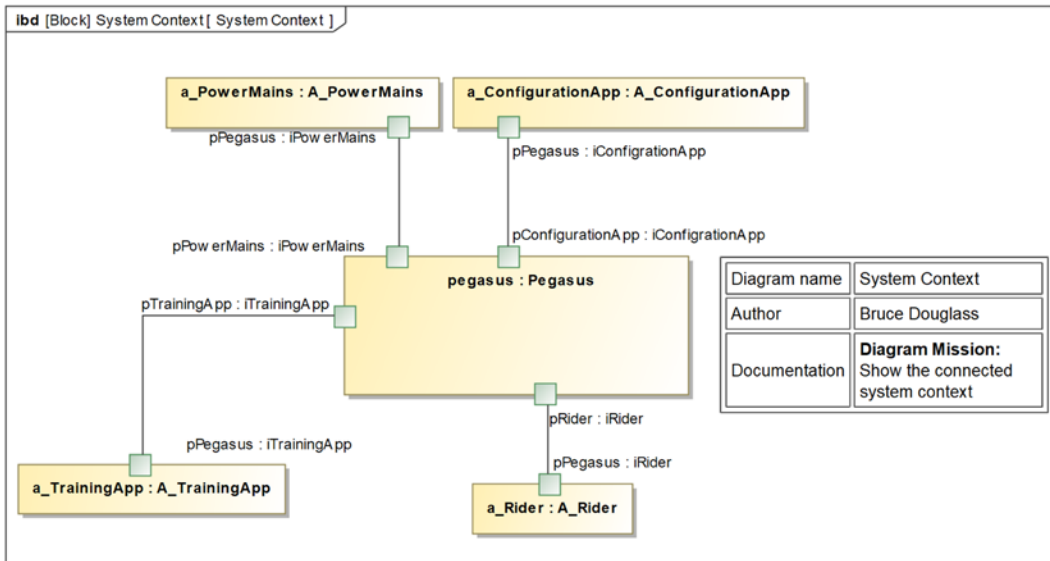 ibd [Block] System Context [ System Context ]
a_PowerMains : A_PowerMains
a_ConfigurationApp : A_ConfigurationApp
pPegasus : iPowerMains
pPegasus : iConfigrationApp
pPowerMains : iPowerMains
pConfigurationApp : iConfigrationApp
pegasus : Pegasus
pTrainingApp : iTrainingApp
Diagram name System Context
Author Bruce Douglass
Documentation Diagram Mission:
Show the connected
system context
pRider : iRider
pPegasus : iTrainingApp
pPegasus : iRider
a_TrainingApp : A_TrainingApp
a_Rider : A_Rider